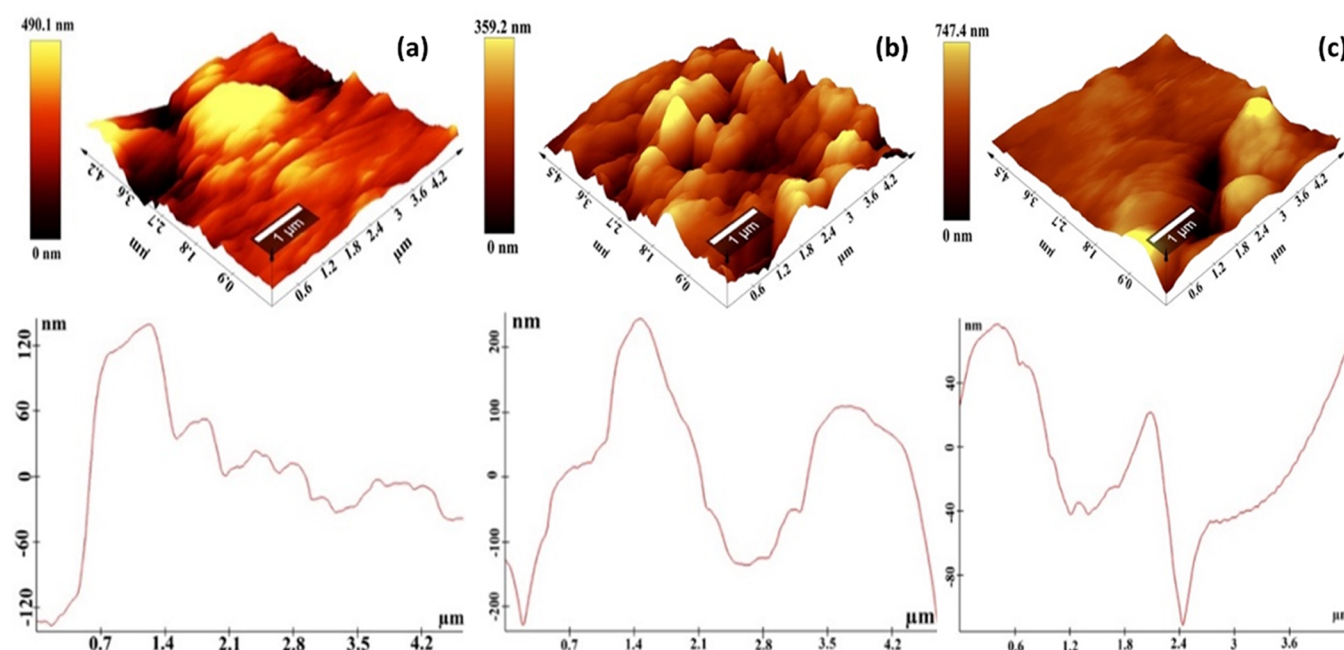 490.1 nm
(a)
0 nm
4.2
3.6
2.7
1.8
0.9
µm
1 µm
0.6
1.2
1.8
2.4
3
3.6
4.2
µm
359.2 nm
(b)
0 nm
4.5
3.6
2.7
1.8
0.9
µm
1 µm
0.6
1.2
1.8
2.4
3
3.6
4.2
µm
747.4 nm
(c)
0 nm
4.5
3.6
2.7
1.8
0.9
µm
1 µm
0.6
1.2
1.8
2.4
3
3.6
4.2
µm
nm
120
60
0
-60
-120
0.7 1.4 2.1 2.8 3.5 4.2
µm
nm
200
100
0
-100
-200
0.7 1.4 2.1 2.8 3.5 4.2
µm
nm
40
0
-40
-80
0.6 1.2 1.8 2.4 3 3.6